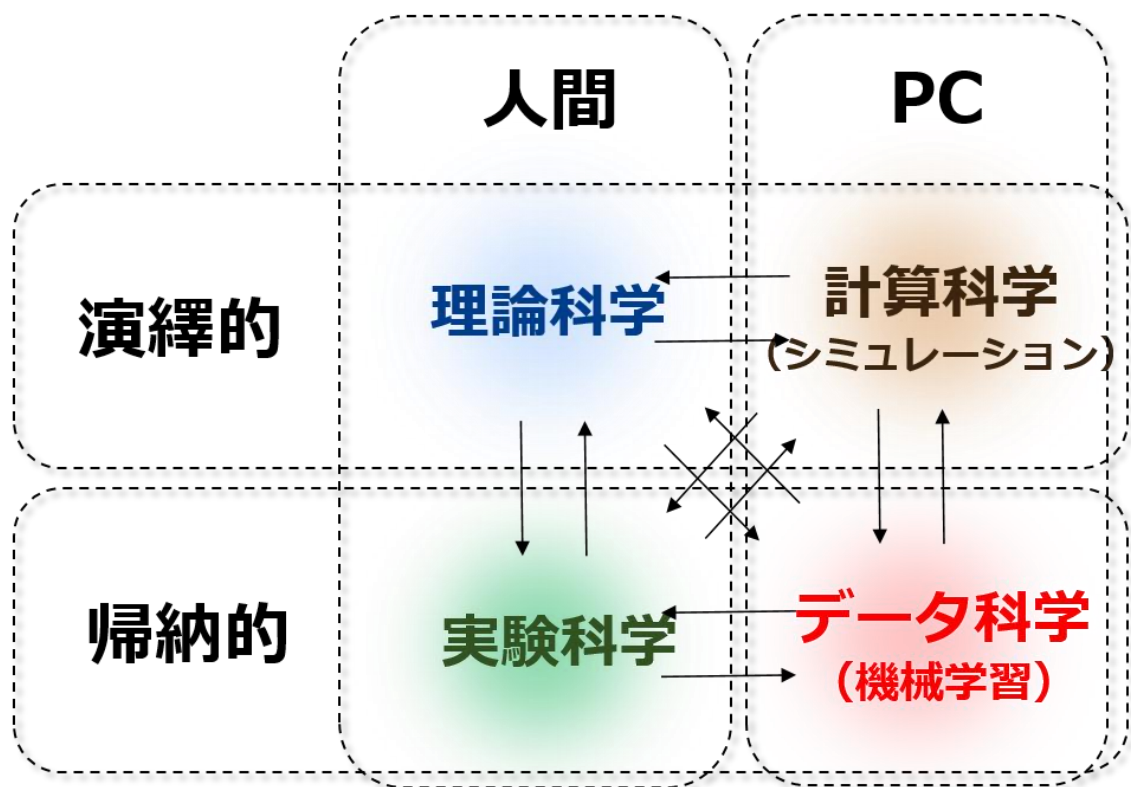 人間
PC
演繹的
理論科学
計算科学
（シミュレーション）
帰納的
実験科学
データ科学
（機械学習）